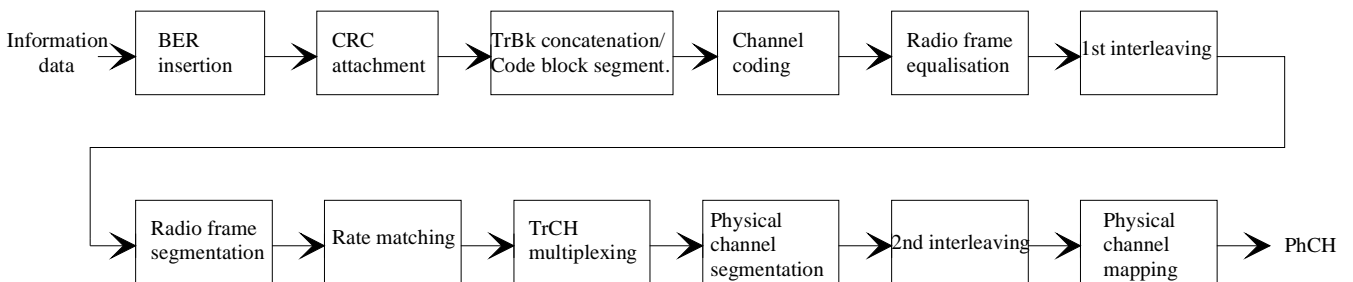 Information
data
BER
insertion
CRC
attachment
TrBk concatenation/
Code block segment.
Channel
coding
Radio frame
equalisation
1st interleaving
Radio frame
segmentation
Rate matching
TrCH
multiplexing
Physical
channel
segmentation
2nd interleaving
Physical
channel
mapping
PhCH